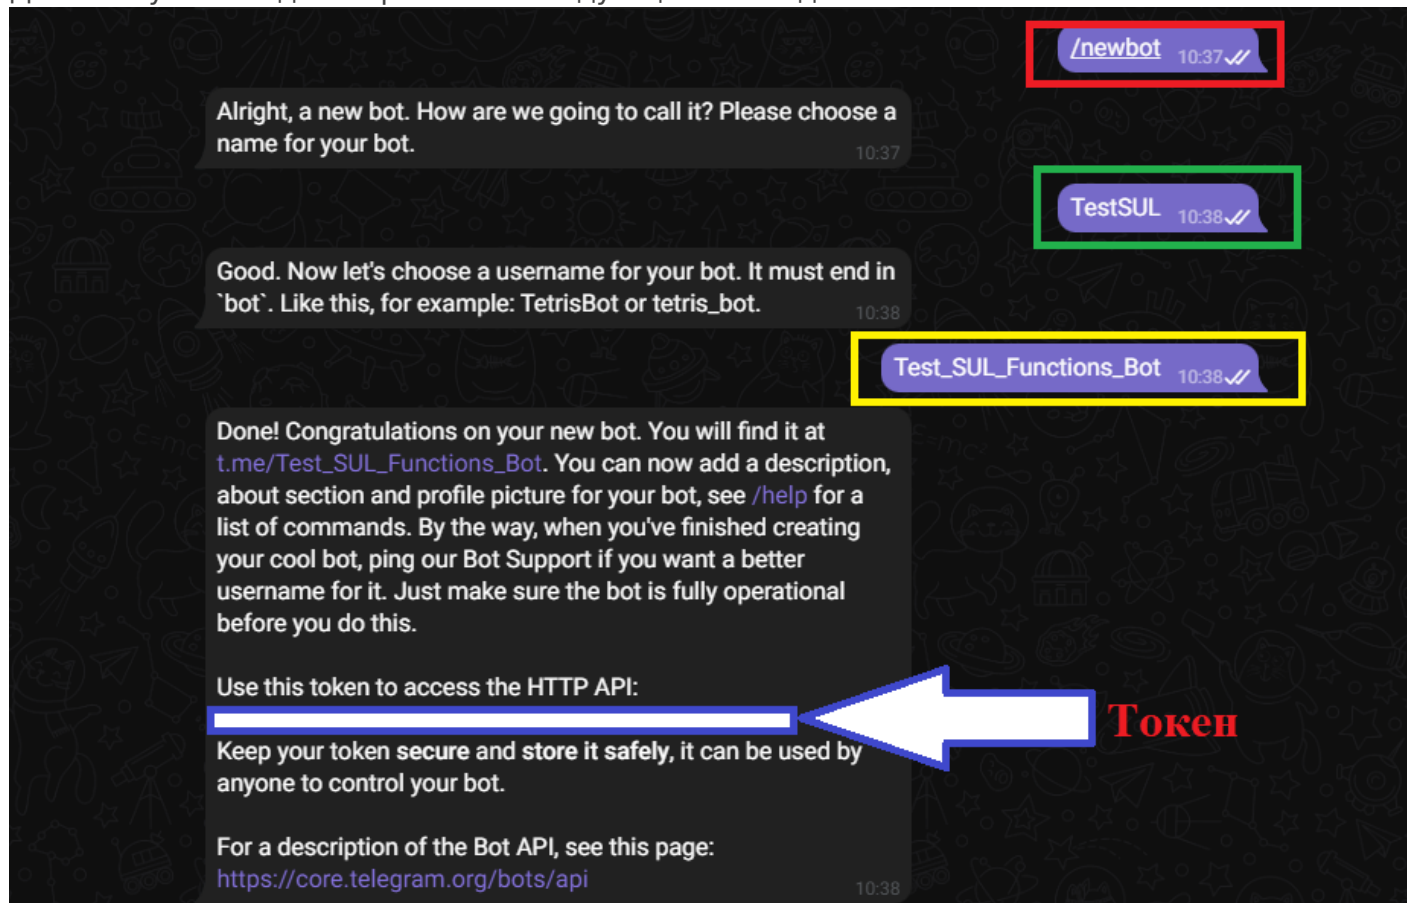 /newbot 10:37
Alright, a new bot. How are we going to call it? Please choose a
name for your bot.
10:37
TestSUL 10:38
Good. Now let's choose a username for your bot. It must end in
`bot`. Like this, for example: TetrisBot or tetris_bot.
10:38
Test_SUL_Functions_Bot 10:38
Done! Congratulations on your new bot. You will find it at
t.me/Test_SUL_Functions_Bot. You can now add a description,
about section and profile picture for your bot, see /help for a
list of commands. By the way, when you've finished creating
your cool bot, ping our Bot Support if you want a better
username for it. Just make sure the bot is fully operational
before you do this.
Use this token to access the HTTP API:
Токен
Keep your token secure and store it safely, it can be used by
anyone to control your bot.
For a description of the Bot API, see this page:
https://core.telegram.org/bots/api
10:38